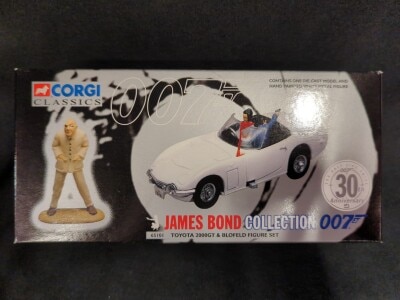 CORGI
CLASSICS
007
CONTAINS ONE DIE-CAST MODEL AND
30
Anniversary
JAMES BOND COLLECTION 007
TOYOTA 2000GT & BLOFELD FIGURE SET